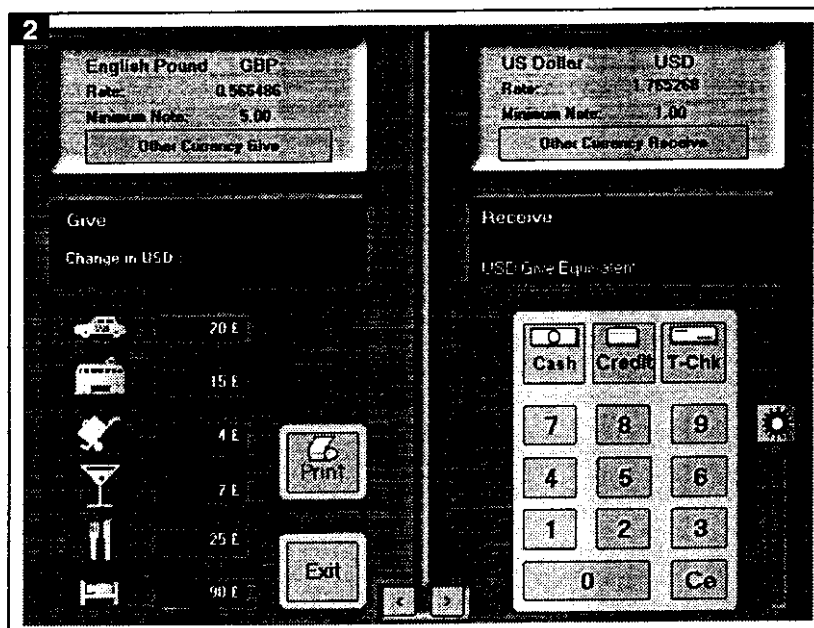 2
English Pound GBP
Rate: 0.566486
Minimum Note: 5.00
Other Currency Give
US Dollar USD
Rate: 1.765268
Minimum Note: 1.00
Other Currency Receive
Give
Change in USD :
Receive
USD Give Equivalent
20 £
15 £
4 £
7 £
25 £
90 £
Print
Exit
< >
Cash Credit T-Chk
7 8 9
4 5 6
1 2 3
0 Ce